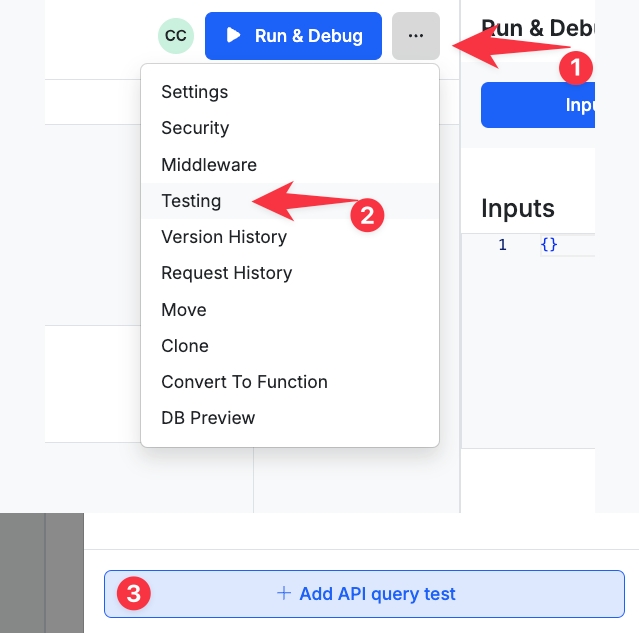 CC
Run & Debug
...
Run & Debu
1
Inpu
Settings
Security
Middleware
Testing
2
Version History
Request History
Move
Clone
Convert To Function
DB Preview
Inputs
1 {}
3
+ Add API query test